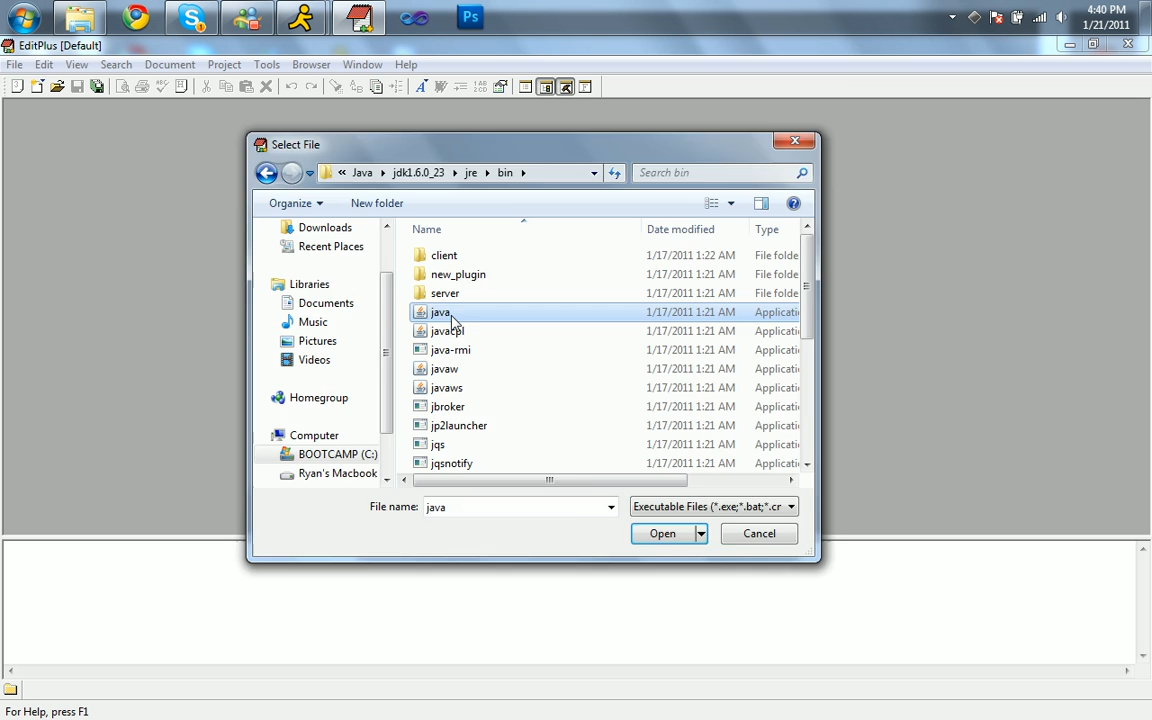 Ps
4:40 PM
1/21/2011
EditPlus [Default]
File Edit View Search Document Project Tools Browser Window Help
Select File
« Java jdk1.6.0_23 jre bin
Search bin
Organize New folder
Name Date modified Type
Downloads
Recent Places
Libraries
Documents
Music
Pictures
Videos
Homegroup
Computer
BOOTCAMP (C:)
Ryan's Macbook
client 1/17/2011 1:22 AM File folde
new_plugin 1/17/2011 1:21 AM File folde
server 1/17/2011 1:21 AM File folde
java 1/17/2011 1:21 AM Applicati
javacpl 1/17/2011 1:21 AM Applicati
java-rmi 1/17/2011 1:21 AM Applicati
javaw 1/17/2011 1:21 AM Applicati
javaws 1/17/2011 1:21 AM Applicati
jbroker 1/17/2011 1:21 AM Applicati
jp2launcher 1/17/2011 1:21 AM Applicati
jqs 1/17/2011 1:21 AM Applicati
jqsnotify 1/17/2011 1:21 AM Applicati
File name: java
Executable Files (*.exe;*.bat;*.cr
Open Cancel
For Help, press F1